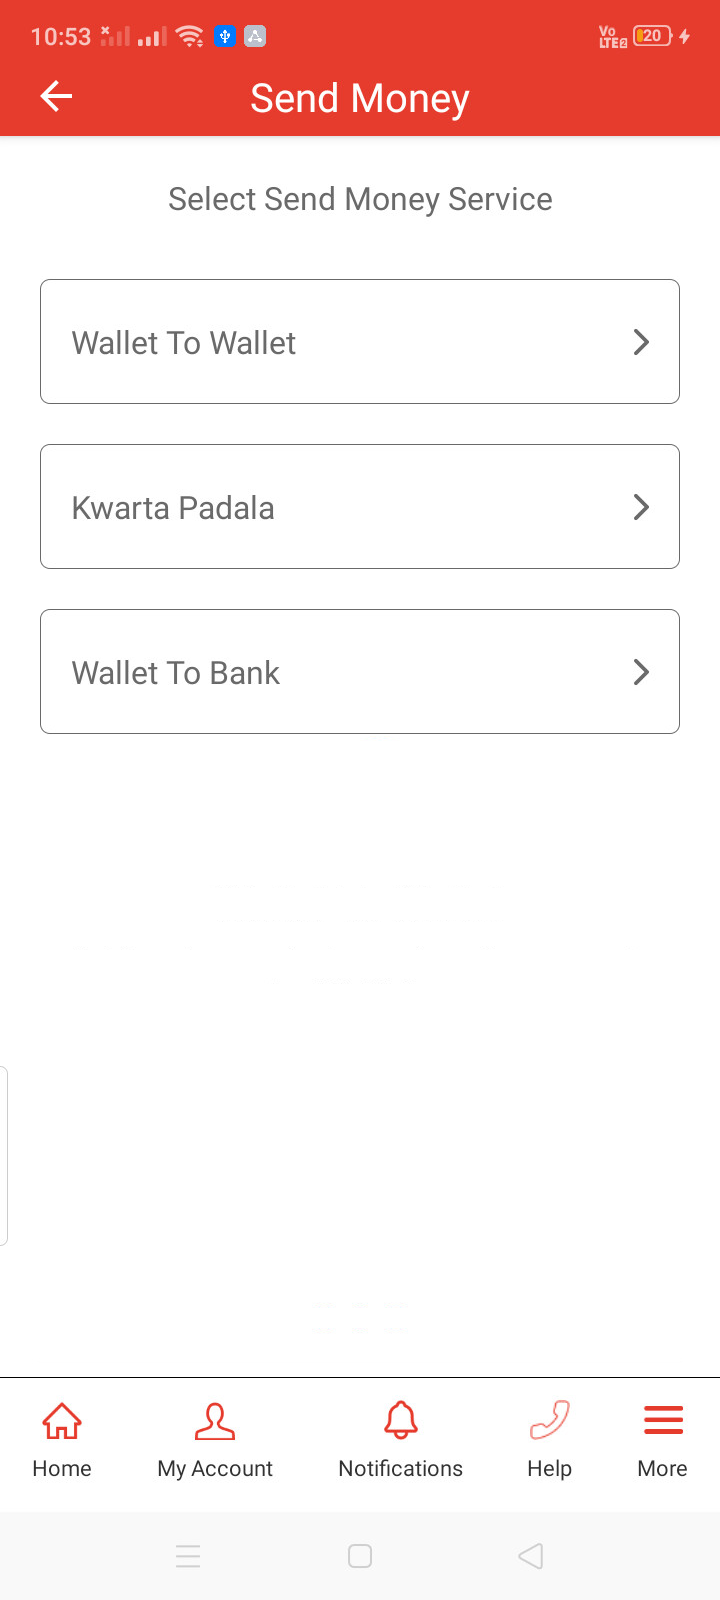 10:53
Vo
LTE2
20
Send Money
Select Send Money Service
Wallet To Wallet
Kwarta Padala
Wallet To Bank
Home
My Account
Notifications
Help
More